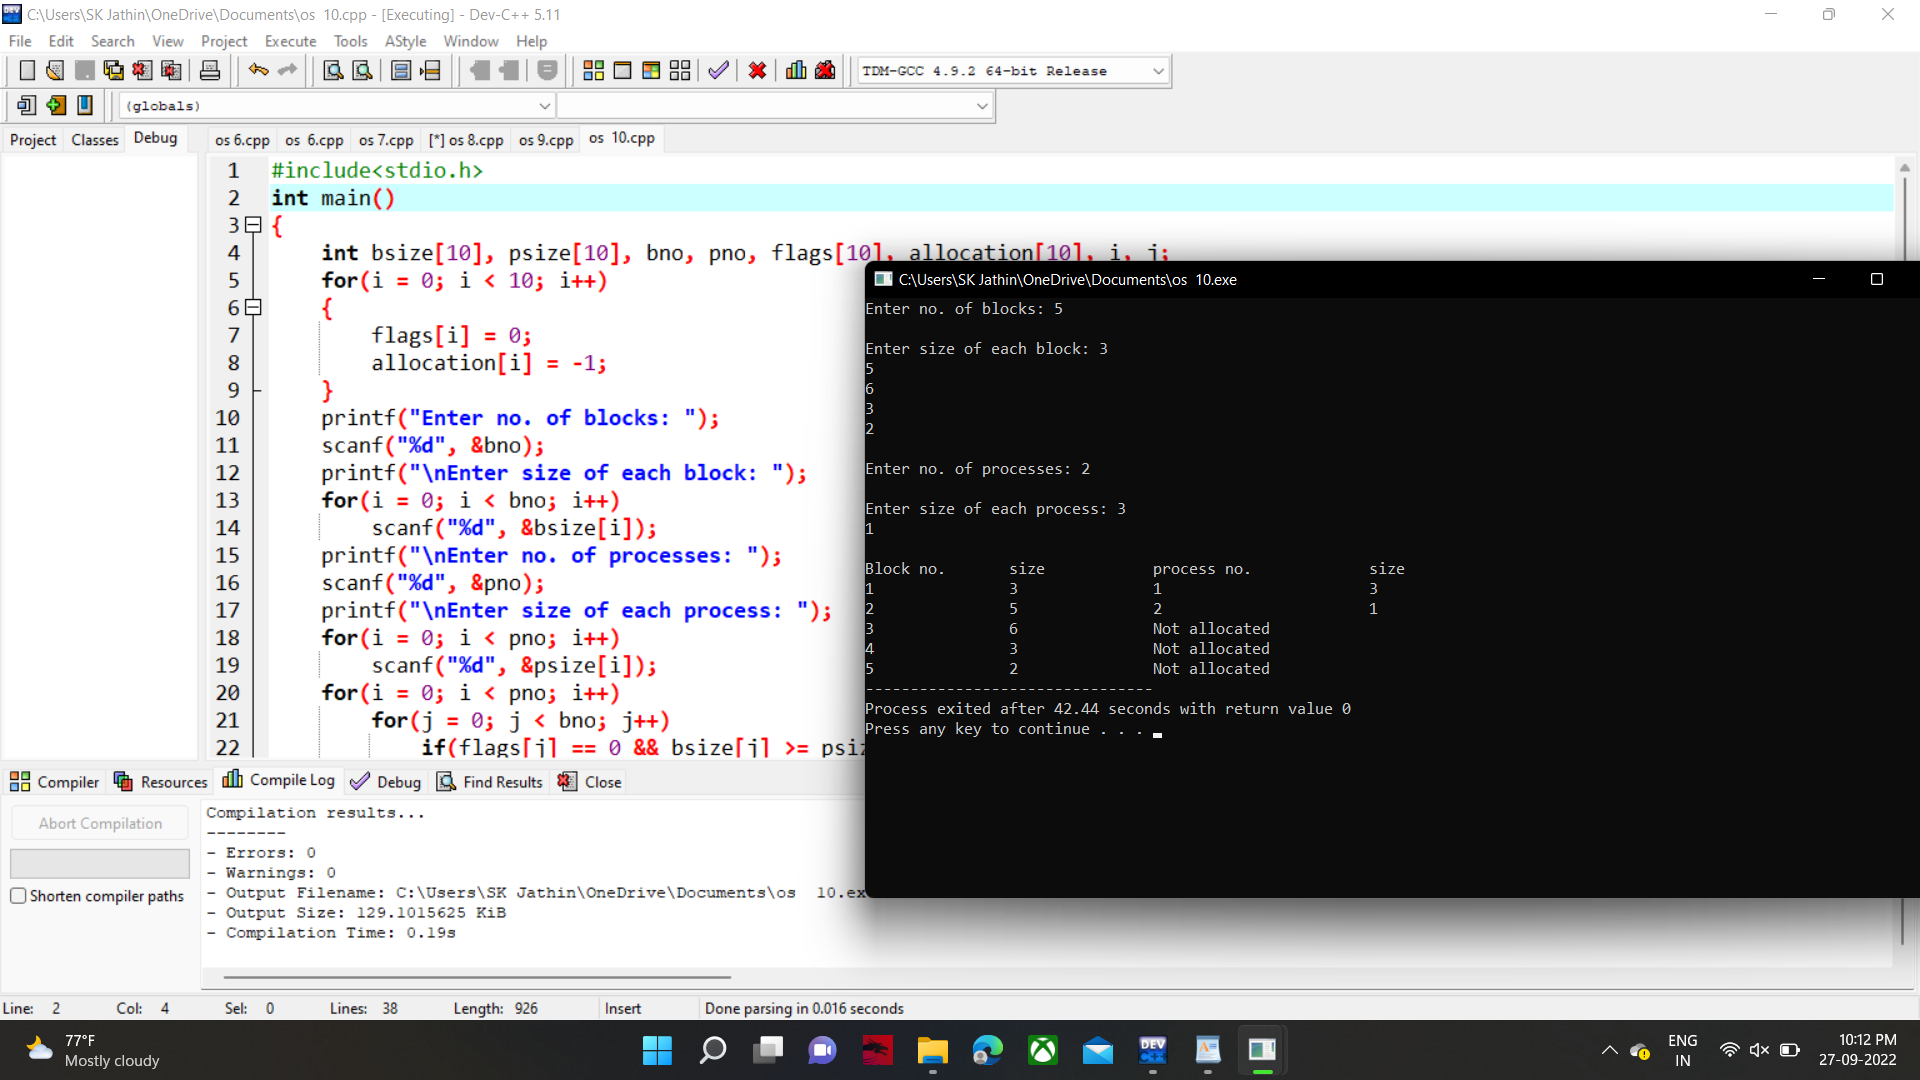 C:\Users\SK Jathin\OneDrive\Documents\os  10.cpp - [Executing] - Dev-C++ 5.11
File Edit Search View Project Execute Tools AStyle Window Help
TDM-GCC 4.9.2 64-bit Release
(globals)
Project Classes Debug
os 6.cpp os  6.cpp os 7.cpp [*] os 8.cpp os 9.cpp os  10.cpp
1 #include<stdio.h>
2 int main()
3 {
4 int bsize[10], psize[10], bno, pno, flags[10], allocation[10], i, j;
5 for(i = 0; i < 10; i++)
6 {
7 flags[i] = 0;
8 allocation[i] = -1;
9 }
10 printf("Enter no. of blocks: ");
11 scanf("%d", &bno);
12 printf("\nEnter size of each block: ");
13 for(i = 0; i < bno; i++)
14 scanf("%d", &bsize[i]);
15 printf("\nEnter no. of processes: ");
16 scanf("%d", &pno);
17 printf("\nEnter size of each process: ");
18 for(i = 0; i < pno; i++)
19 scanf("%d", &psize[i]);
20 for(i = 0; i < pno; i++)
21 for(j = 0; j < bno; j++)
22 if(flags[j] == 0 && bsize[j] >= psiz
C:\Users\SK Jathin\OneDrive\Documents\os  10.exe
Enter no. of blocks: 5
Enter size of each block: 3
5
6
3
2
Enter no. of processes: 2
Enter size of each process: 3
1
Block no. size process no. size
1 3 1 3
2 5 2 1
3 6 Not allocated
4 3 Not allocated
5 2 Not allocated
--------------------------------
Process exited after 42.44 seconds with return value 0
Press any key to continue . . .
Compiler Resources Compile Log Debug Find Results Close
Abort Compilation
Shorten compiler paths
Compilation results...
--------
- Errors: 0
- Warnings: 0
- Output Filename: C:\Users\SK Jathin\OneDrive\Documents\os  10.ex
- Output Size: 129.1015625 KiB
- Compilation Time: 0.19s
Line: 2 Col: 4 Sel: 0 Lines: 38 Length: 926 Insert Done parsing in 0.016 seconds
77°F
Mostly cloudy
DEV
C++
ENG
IN
10:12 PM
27-09-2022